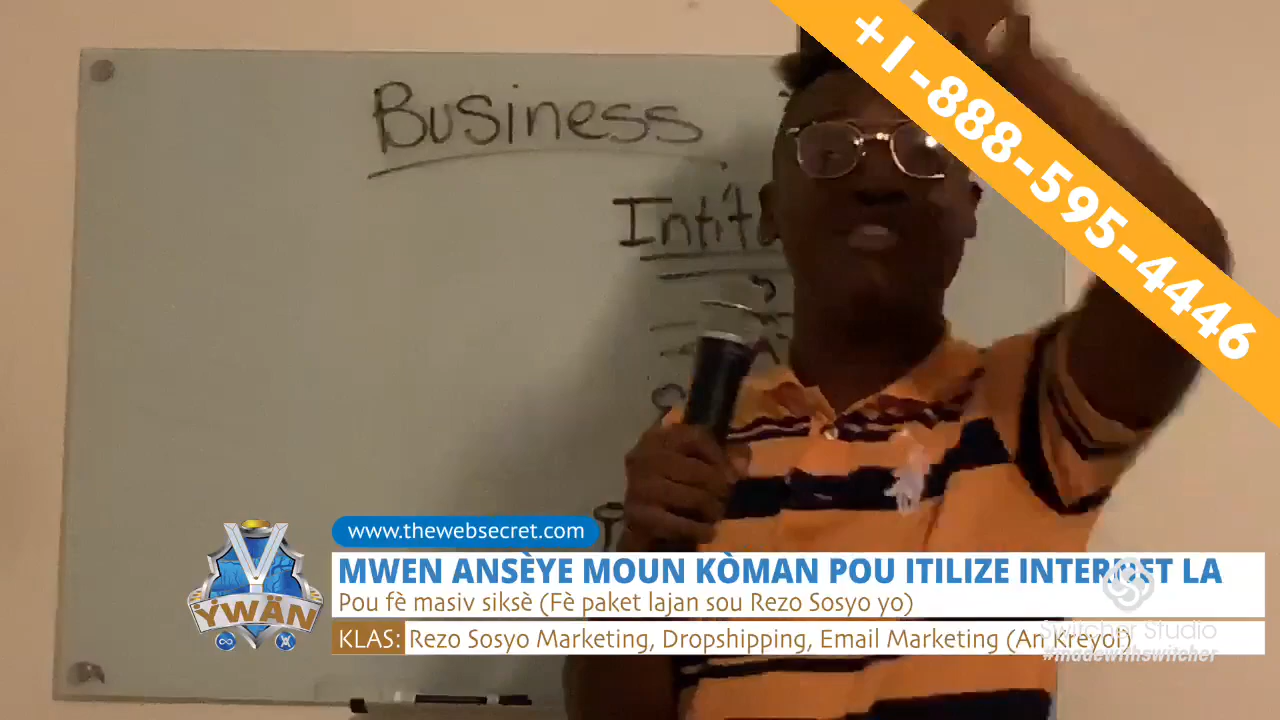 +1-888-595-4446
Business
www.thewebsecret.com
MWEN ANSÈYE MOUN KÒMAN POU ITILIZE INTERNET LA
Pou fè masiv siksè (Fè paket lajan sou Rezo Sosyo yo)
KLAS: Rezo Sosyo Marketing, Dropshipping, Email Marketing (An Kreyol)
YWÄN
Switcher Studio
#madewithswitcher